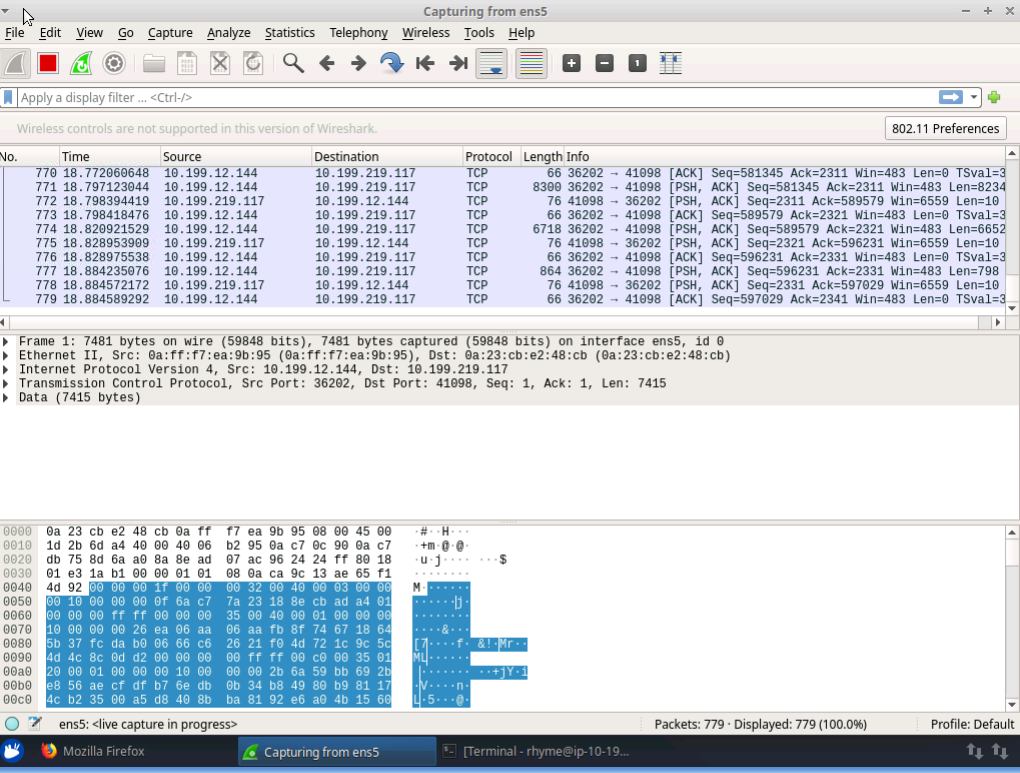 Capturing from ens5
File Edit View Go Capture Analyze Statistics Telephony Wireless Tools Help
Apply a display filter ... <Ctrl-/>
Wireless controls are not supported in this version of Wireshark. 802.11 Preferences
No. Time Source Destination Protocol Length Info
770 18.772060648 10.199.12.144 10.199.219.117 TCP 66 36202 → 41098 [ACK] Seq=581345 Ack=2311 Win=483 Len=0 TSval=3
771 18.797123044 10.199.12.144 10.199.219.117 TCP 8300 36202 → 41098 [PSH, ACK] Seq=581345 Ack=2311 Win=483 Len=8234
772 18.798394419 10.199.219.117 10.199.12.144 TCP 76 41098 → 36202 [PSH, ACK] Seq=2311 Ack=589579 Win=6559 Len=10
773 18.798418476 10.199.12.144 10.199.219.117 TCP 66 36202 → 41098 [ACK] Seq=589579 Ack=2321 Win=483 Len=0 TSval=3
774 18.820921529 10.199.12.144 10.199.219.117 TCP 6718 36202 → 41098 [PSH, ACK] Seq=589579 Ack=2321 Win=483 Len=6652
775 18.828953909 10.199.219.117 10.199.12.144 TCP 76 41098 → 36202 [PSH, ACK] Seq=2321 Ack=596231 Win=6559 Len=10
776 18.828975538 10.199.12.144 10.199.219.117 TCP 66 36202 → 41098 [ACK] Seq=596231 Ack=2331 Win=483 Len=0 TSval=3
777 18.884235076 10.199.12.144 10.199.219.117 TCP 864 36202 → 41098 [PSH, ACK] Seq=596231 Ack=2331 Win=483 Len=798
778 18.884572172 10.199.219.117 10.199.12.144 TCP 76 41098 → 36202 [PSH, ACK] Seq=2331 Ack=597029 Win=6559 Len=10
779 18.884589292 10.199.12.144 10.199.219.117 TCP 66 36202 → 41098 [ACK] Seq=597029 Ack=2341 Win=483 Len=0 TSval=3
Frame 1: 7481 bytes on wire (59848 bits), 7481 bytes captured (59848 bits) on interface ens5, id 0
Ethernet II, Src: 0a:ff:f7:ea:9b:95 (0a:ff:f7:ea:9b:95), Dst: 0a:23:cb:e2:48:cb (0a:23:cb:e2:48:cb)
Internet Protocol Version 4, Src: 10.199.12.144, Dst: 10.199.219.117
Transmission Control Protocol, Src Port: 36202, Dst Port: 41098, Seq: 1, Ack: 1, Len: 7415
Data (7415 bytes)
0000 0a 23 cb e2 48 cb 0a ff f7 ea 9b 95 08 00 45 00 ·#··H···
0010 1d 2b 6d a4 40 00 40 06 b2 95 0a c7 0c 90 0a c7 ·+m·@·@·
0020 db 75 8d 6a a0 8a 8e ad 07 ac 96 24 24 ff 80 18 ·u·j···· ···$
0030 01 e3 1a b1 00 00 01 01 08 0a ca 9c 13 ae 65 f1 ········
0040 4d 92 00 00 00 1f 00 00 00 32 00 40 00 03 00 00 M·······
0050 00 10 00 00 00 0f 6a c7 7a 23 18 8e cb ad a4 01 ······j·
0060 00 00 00 ff ff 00 00 00 35 00 40 00 01 00 00 00 ········
0070 10 00 00 00 26 ea 06 aa 06 aa fb 8f 74 67 18 64 ····&···
0080 5b 37 fc da b0 06 66 c6 26 21 f0 4d 72 1c 9c 5c [7····f· &!·Mr··
0090 4d 4c 8c 0d d2 00 00 00 00 ff ff 00 c0 00 35 01 ML······
00a0 20 00 01 00 00 00 10 00 00 00 2b 6a 59 bb 69 2b ········ ··+jY·i
00b0 e8 56 ae cf df b7 6e db 0b 34 b8 49 80 b9 81 17 ·V····n·
00c0 4c b2 35 00 a5 d8 40 8b ba 81 92 e6 a0 4b 15 60 L·5···@·
ens5: <live capture in progress> Packets: 779 · Displayed: 779 (100.0%) Profile: Default
Mozilla Firefox Capturing from ens5 [Terminal - rhyme@ip-10-19...